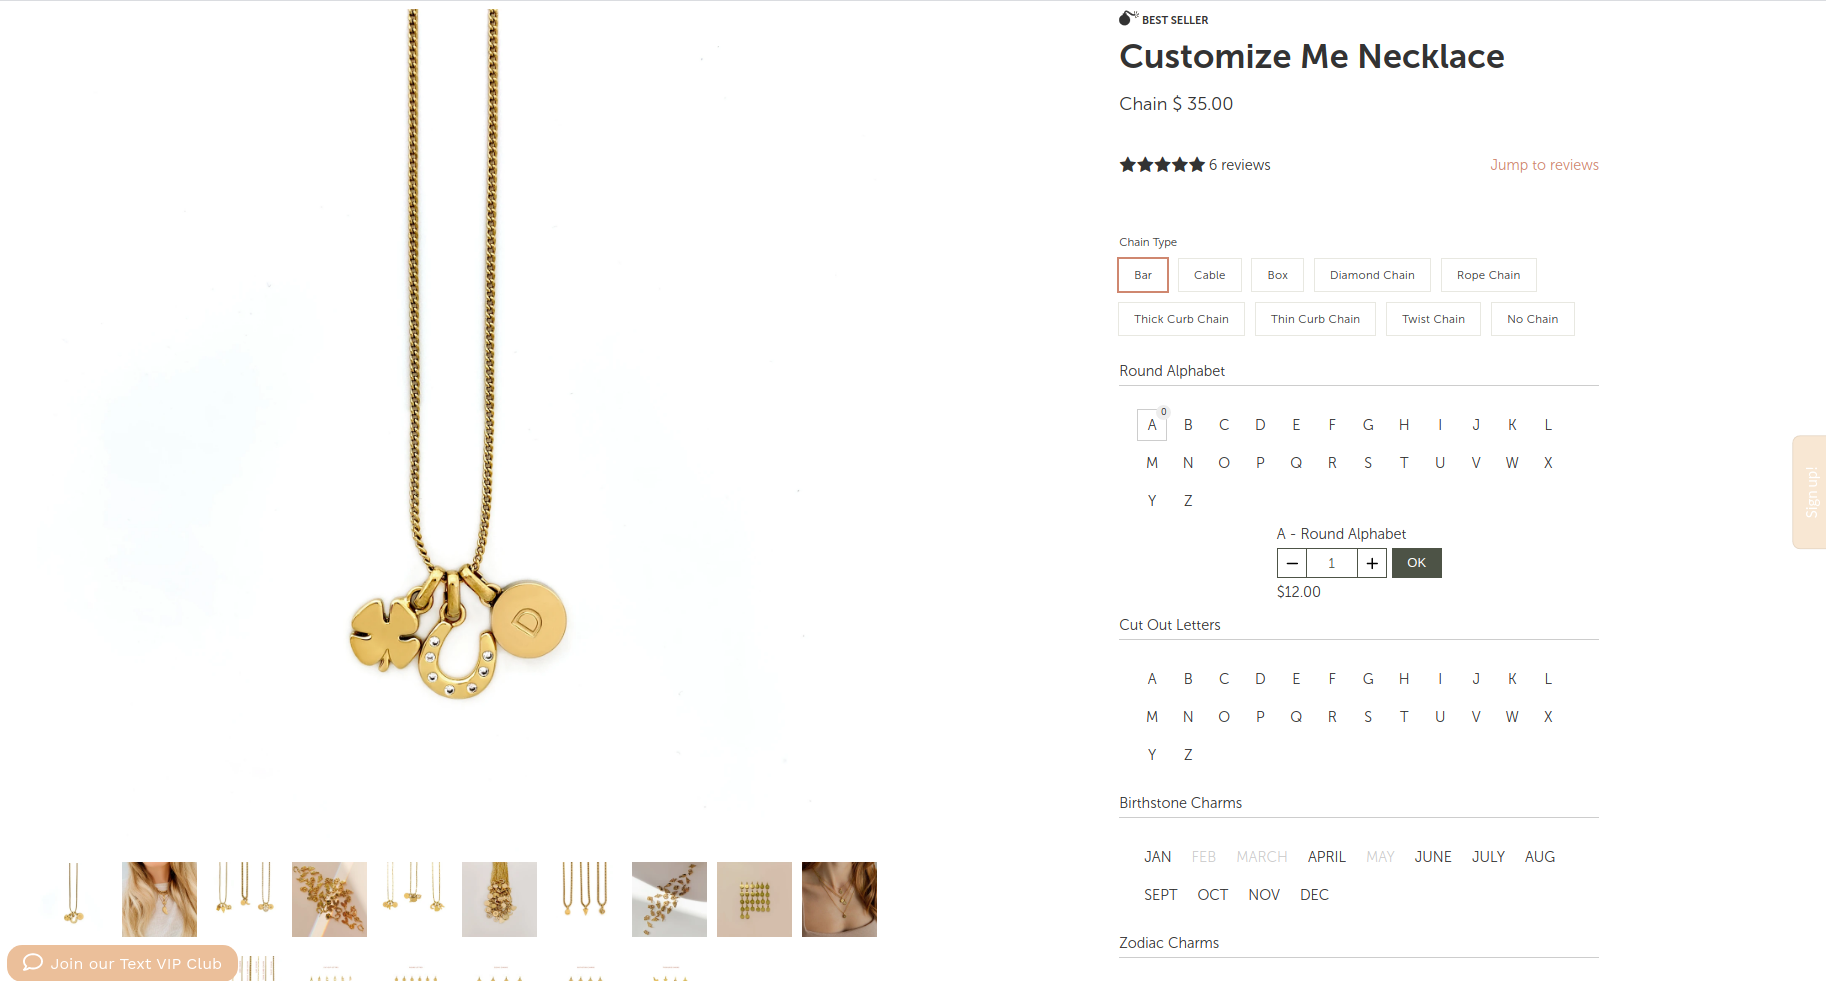 D
BEST SELLER
Customize Me Necklace
Chain $ 35.00
6 reviews
Jump to reviews
Chain Type
Bar Cable Box Diamond Chain Rope Chain
Thick Curb Chain Thin Curb Chain Twist Chain No Chain
Round Alphabet
0
A B C D E F G H I J K L
M N O P Q R S T U V W X
Y Z
A - Round Alphabet
− 1 + OK
$12.00
Cut Out Letters
A B C D E F G H I J K L
M N O P Q R S T U V W X
Y Z
Birthstone Charms
JAN FEB MARCH APRIL MAY JUNE JULY AUG
SEPT OCT NOV DEC
Zodiac Charms
Sign up!
Join our Text VIP Club